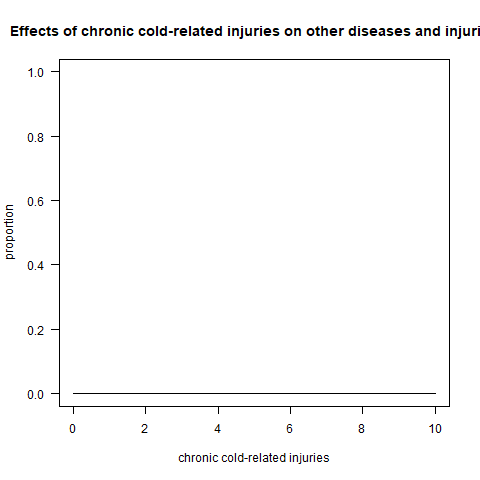 Effects of chronic cold-related injuries on other diseases and injuri
1.0
0.8
0.6
0.4
0.2
0.0
proportion
0 2 4 6 8 10
chronic cold-related injuries